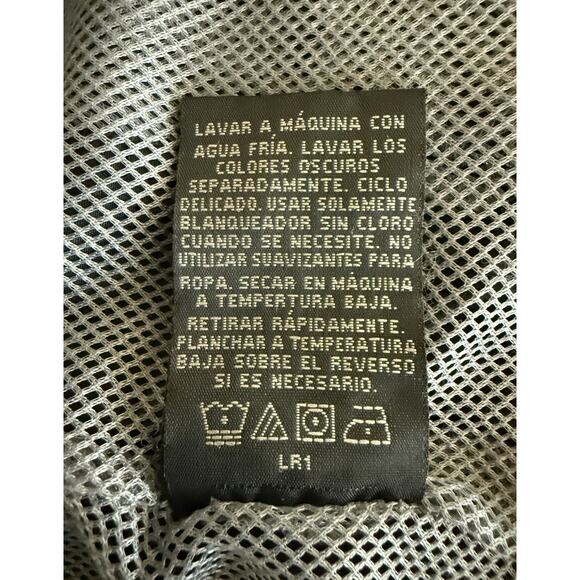 LAVAR A MÁQUINA CON
AGUA FRÍA. LAVAR LOS
COLORES OSCUROS
SEPARADAMENTE. CICLO
DELICADO. USAR SOLAMENTE
BLANQUEADOR SIN CLORO
CUANDO SE NECESITE. NO
UTILIZAR SUAVIZANTES PARA
ROPA. SECAR EN MÁQUINA
A TEMPERTURA BAJA.
RETIRAR RÁPIDAMENTE.
PLANCHAR A TEMPERATURA
BAJA SOBRE EL REVERSO
SI ES NECESARIO.
LR1